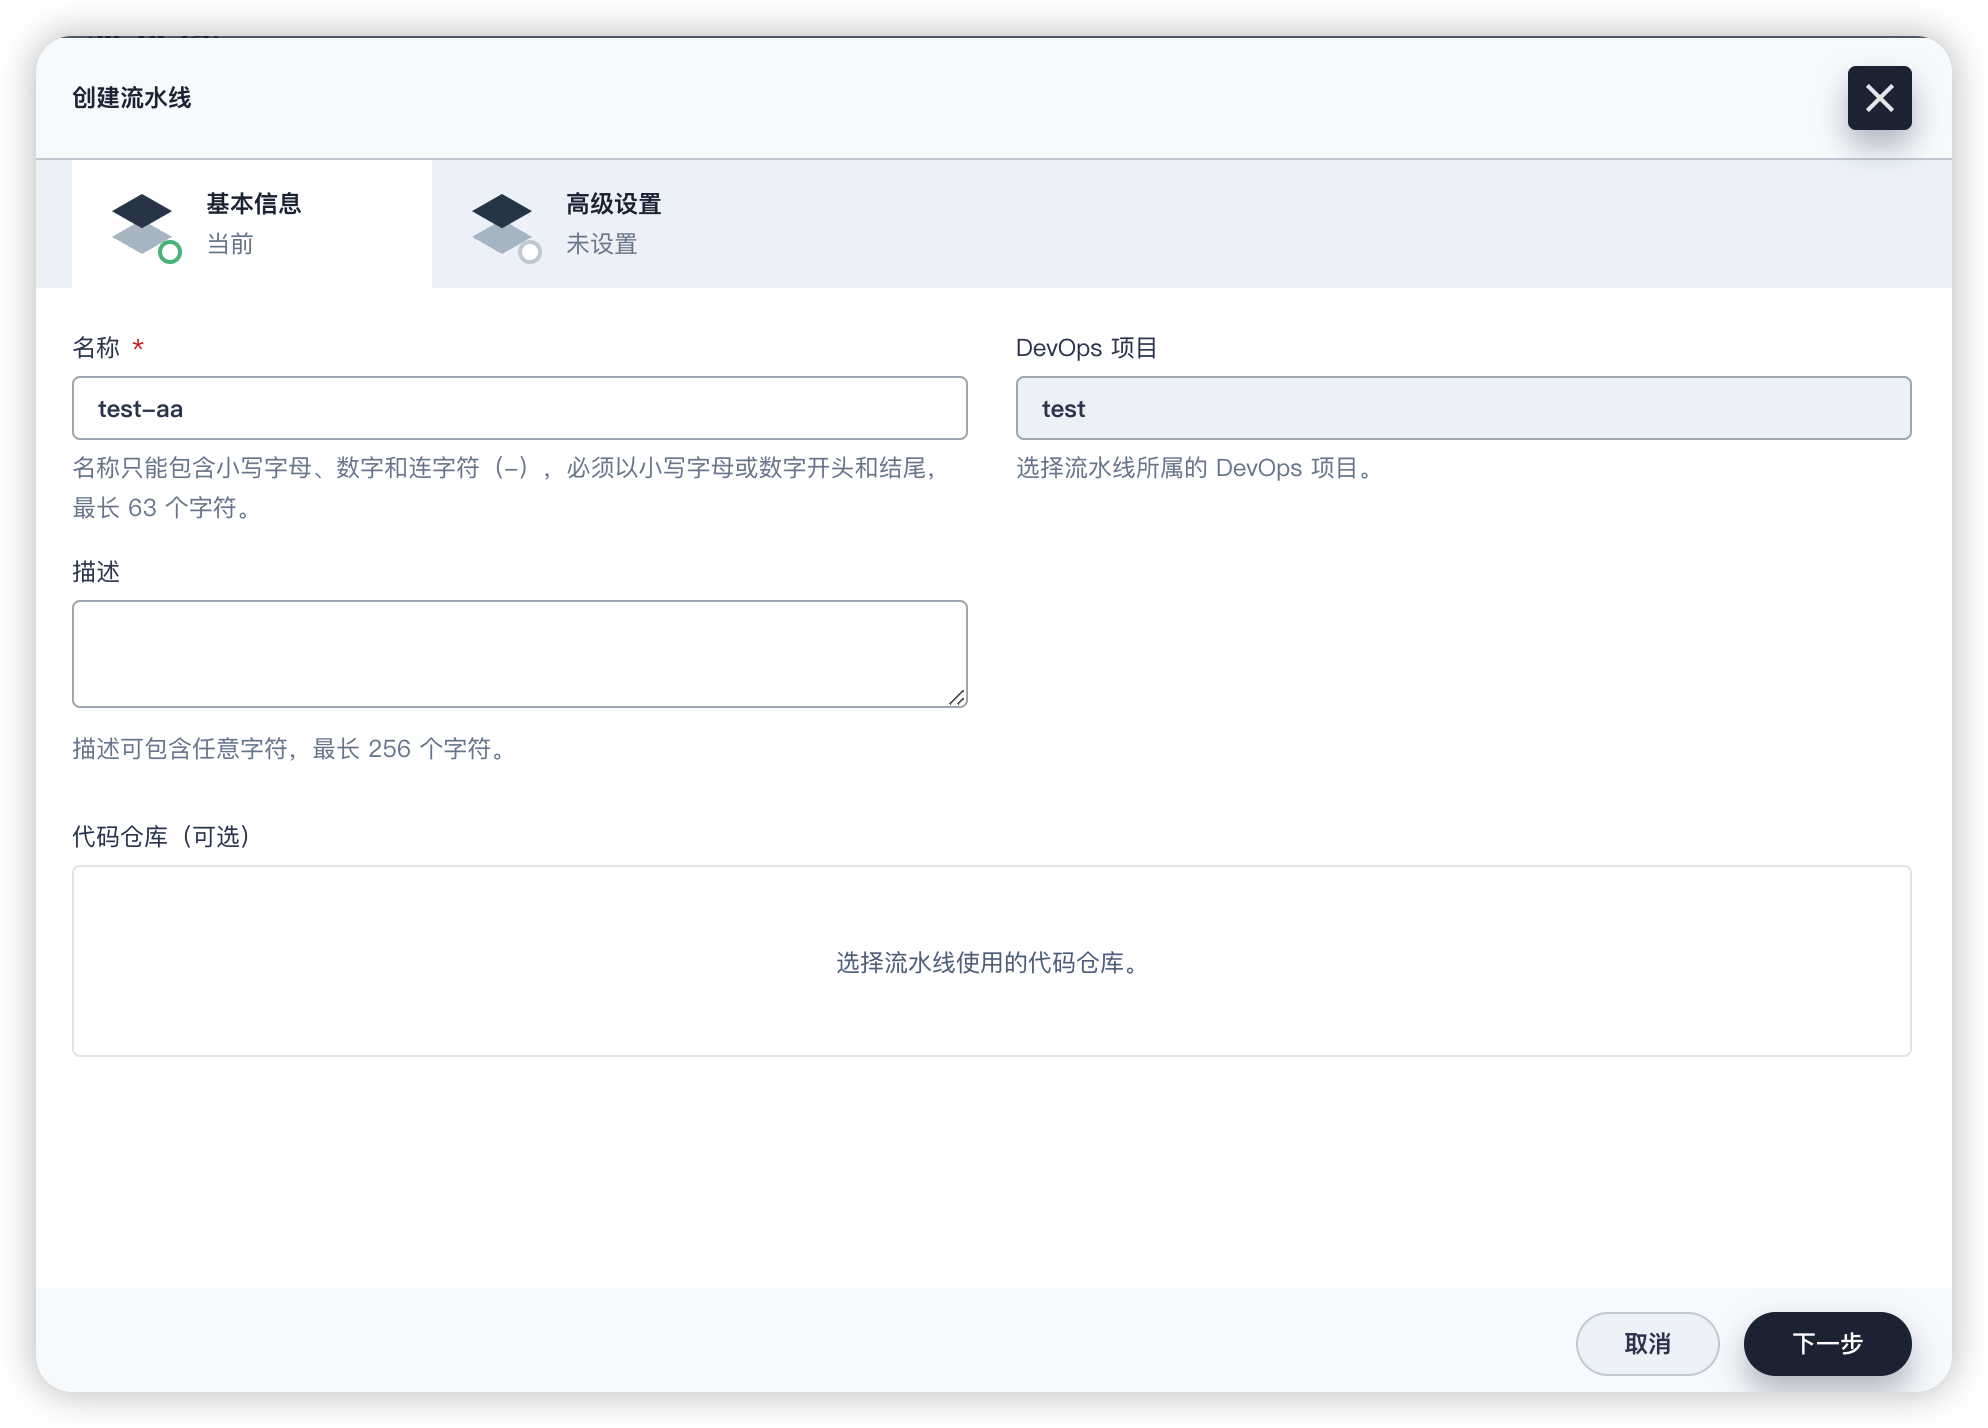 创建流水线
基本信息
当前
高级设置
未设置
名称 *
test-aa
名称只能包含小写字母、数字和连字符（-），必须以小写字母或数字开头和结尾，
最长 63 个字符。
DevOps 项目
test
选择流水线所属的 DevOps 项目。
描述
描述可包含任意字符，最长 256 个字符。
代码仓库（可选）
选择流水线使用的代码仓库。
取消
下一步